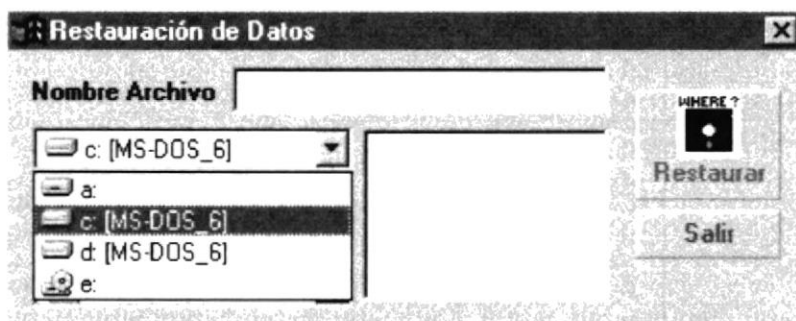 Restauración de Datos
Nombre Archivo
WHERE?
c: [MS-DOS_6]
Restaurar
a:
c: [MS-DOS_6]
Salir
d: [MS-DOS_6]
e: